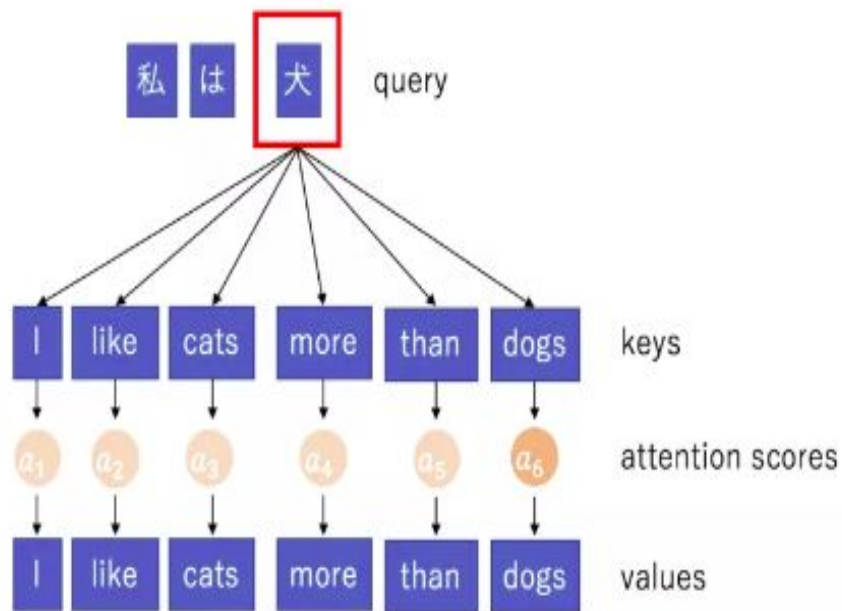 私 は 犬 query
I like cats more than dogs keys
a₁ a₂ a₃ a₄ a₅ a₆ attention scores
I like cats more than dogs values